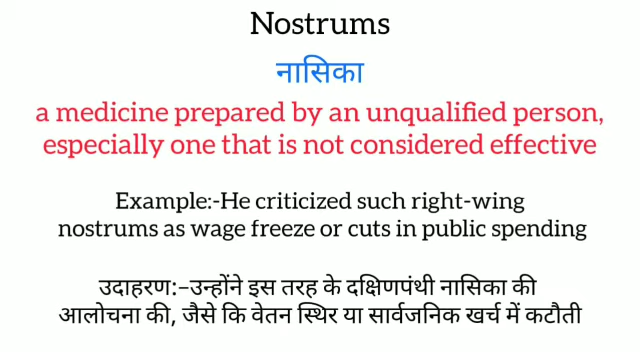 Nostrums
नासिका
a medicine prepared by an unqualified person,
especially one that is not considered effective
Example:-He criticized such right-wing
nostrums as wage freeze or cuts in public spending
उदाहरण:-उन्होंने इस तरह के दक्षिणपंथी नासिका की
आलोचना की, जैसे कि वेतन स्थिर या सार्वजनिक खर्च में कटौती